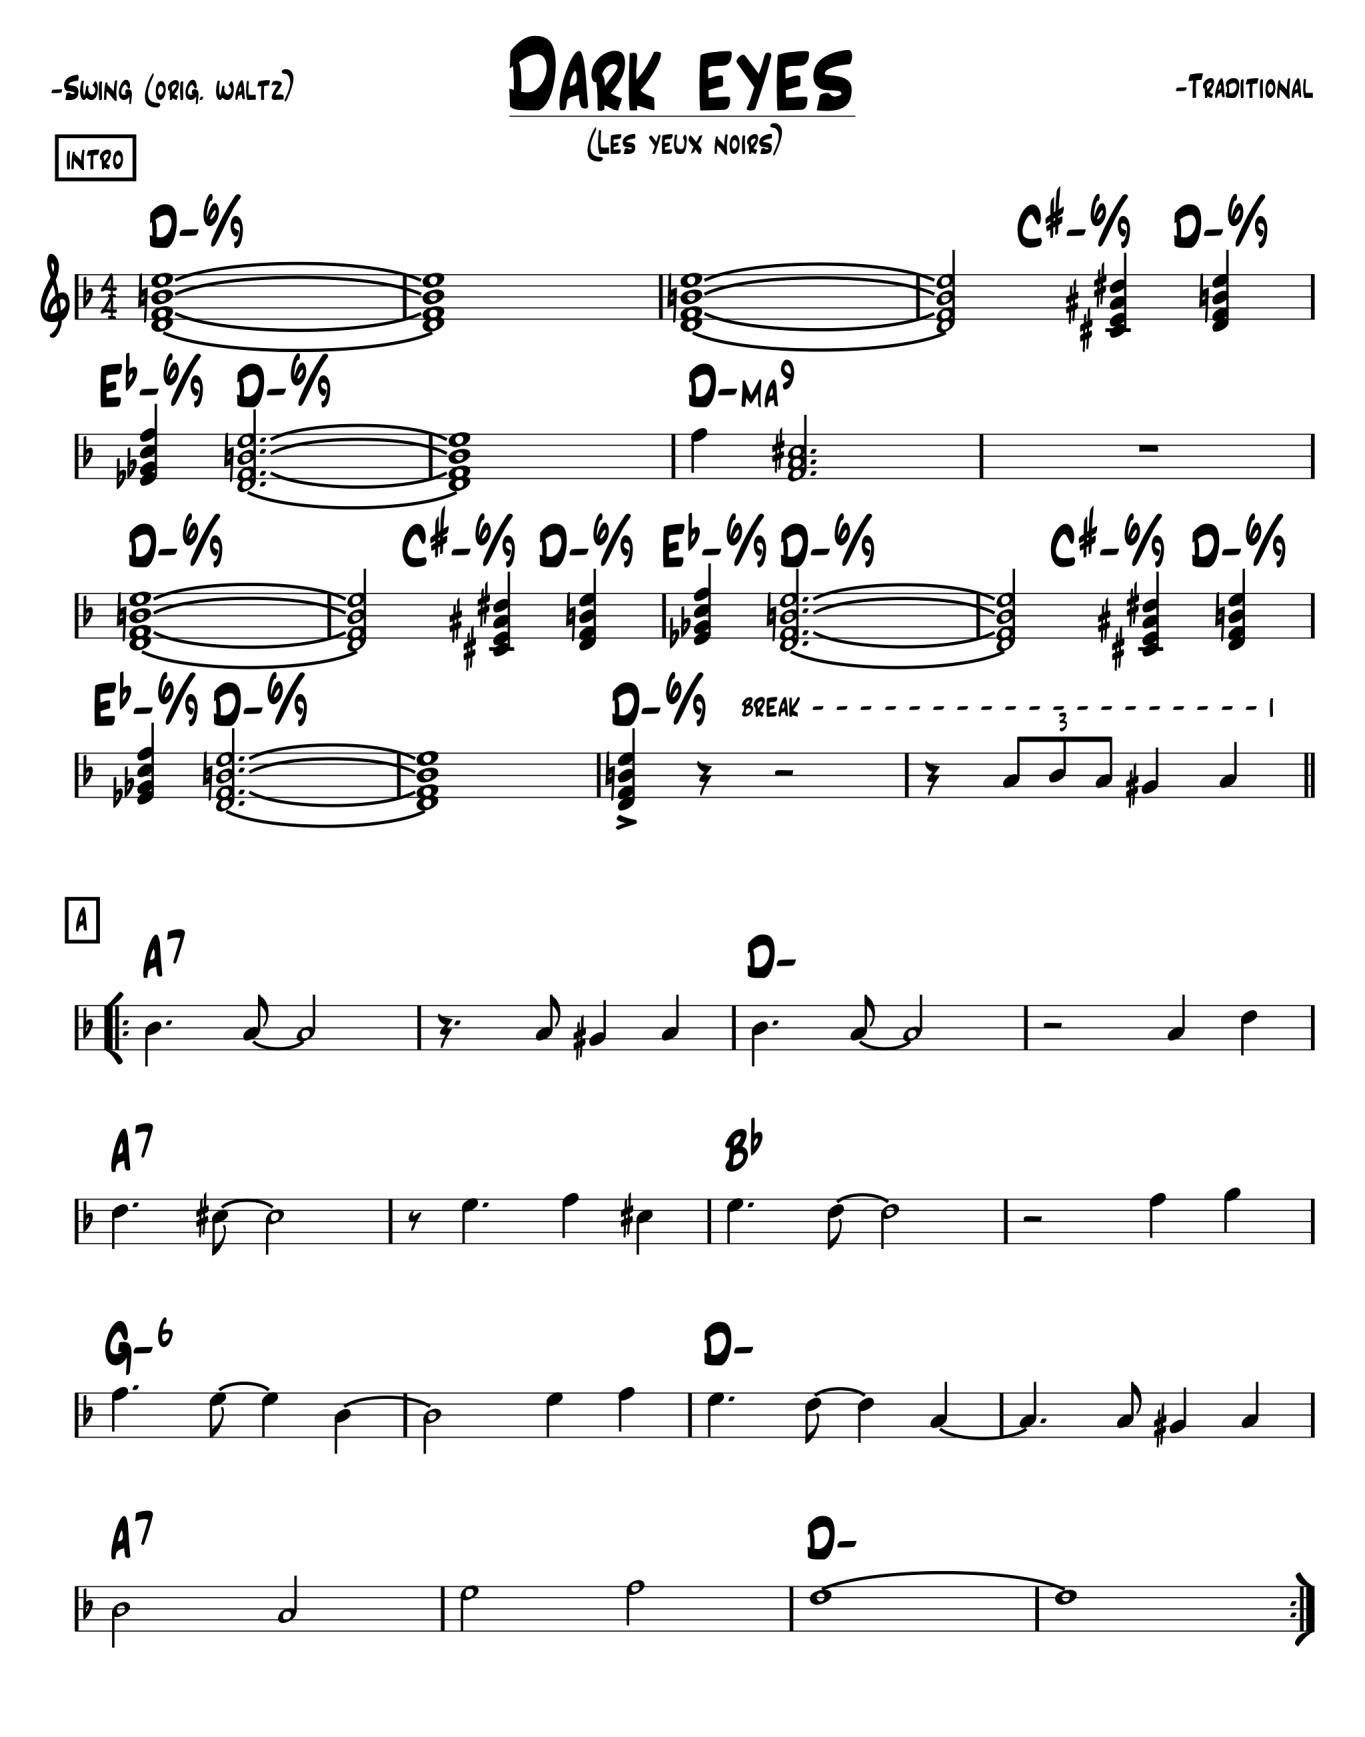 DARK EYES
-SWING (ORIG. WALTZ)
-TRADITIONAL
(LES YEUX NOIRS)
INTRO
D-6/9 C#-6/9 D-6/9
4
4
Eb-6/9 D-6/9 D-MA9
D-6/9 C#-6/9 D-6/9 Eb-6/9 D-6/9 C#-6/9 D-6/9
Eb-6/9 D-6/9 D-6/9 BREAK
3
A
A7 D-
A7 Bb
G-6 D-
A7 D-